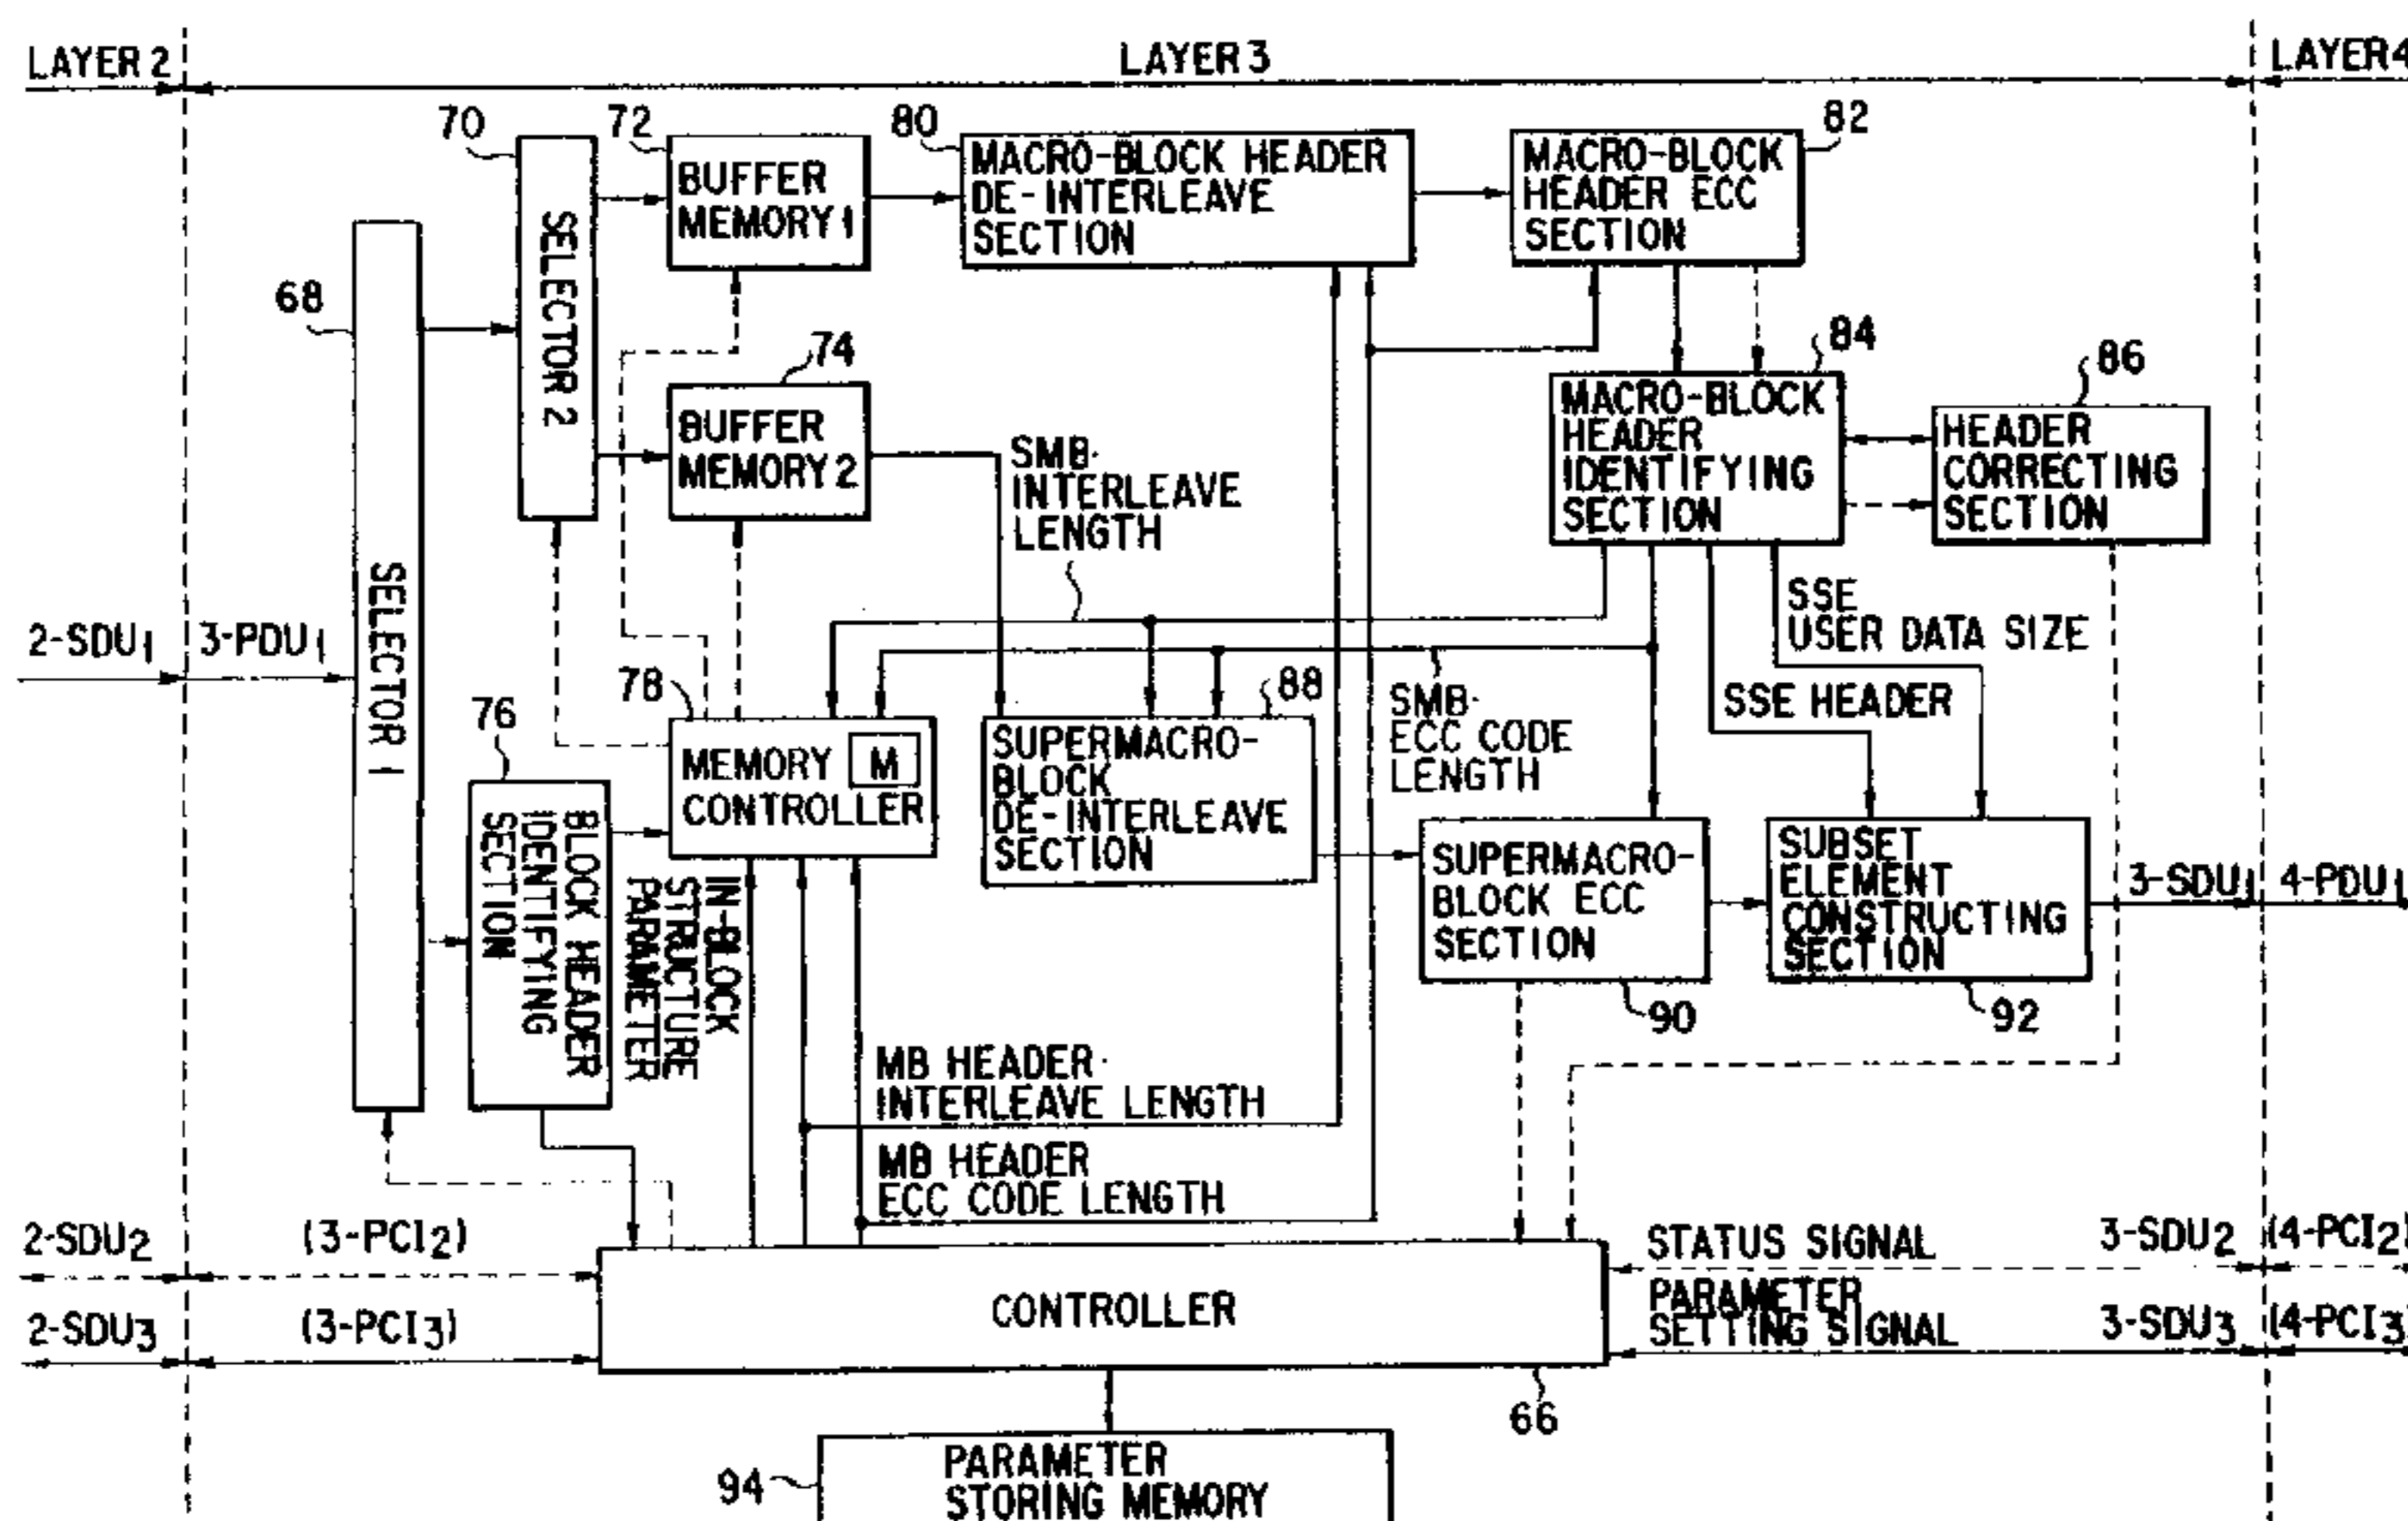 LAYER 2
LAYER 3
LAYER 4
70
72
80
82
BUFFER
MEMORY 1
MACRO-BLOCK HEADER
DE-INTERLEAVE
SECTION
MACRO-BLOCK
HEADER ECC
SECTION
SELECTOR 2
68
74
84
86
BUFFER
MEMORY 2
SMB
INTERLEAVE
LENGTH
MACRO-BLOCK
HEADER
IDENTIFYING
SECTION
HEADER
CORRECTING
SECTION
SELECTOR 1
2-SDU1
3-PDU1
SSE
USER DATA SIZE
78
88
SMB
ECC CODE
LENGTH
SSE HEADER
76
MEMORY
CONTROLLER
M
SUPERMACRO-
BLOCK
DE-INTERLEAVE
SECTION
BLOCK HEADER
IDENTIFYING
SECTION
IN-BLOCK
STRUCTURE
PARAMETER
SUPERMACRO-
BLOCK ECC
SECTION
SUBSET
ELEMENT
CONSTRUCTING
SECTION
3-SDU1
4-PDU1
90
92
MB HEADER
INTERLEAVE LENGTH
MB HEADER
ECC CODE LENGTH
2-SDU2
(3-PCI2)
STATUS SIGNAL
3-SDU2
(4-PCI2)
2-SDU3
(3-PCI3)
CONTROLLER
PARAMETER
SETTING SIGNAL
3-SDU3
(4-PCI3)
66
94
PARAMETER
STORING MEMORY